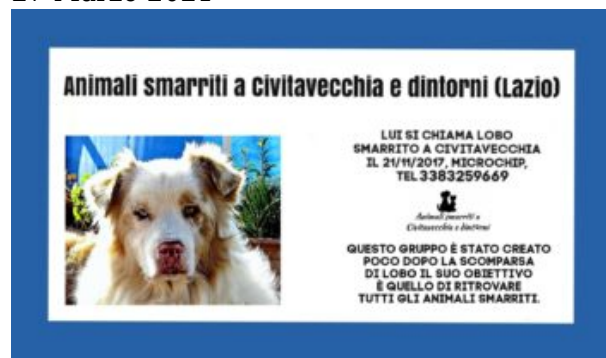 Animali smarriti a Civitavecchia e dintorni (Lazio)
LUI SI CHIAMA LOBO
SMARRITO A CIVITAVECCHIA
IL 21/11/2017, MICROCHIP,
TEL 3383259669
Animali smarriti a
Civitavecchia e dintorni
QUESTO GRUPPO È STATO CREATO
POCO DOPO LA SCOMPARSA
DI LOBO IL SUO OBIETTIVO
È QUELLO DI RITROVARE
TUTTI GLI ANIMALI SMARRITI.